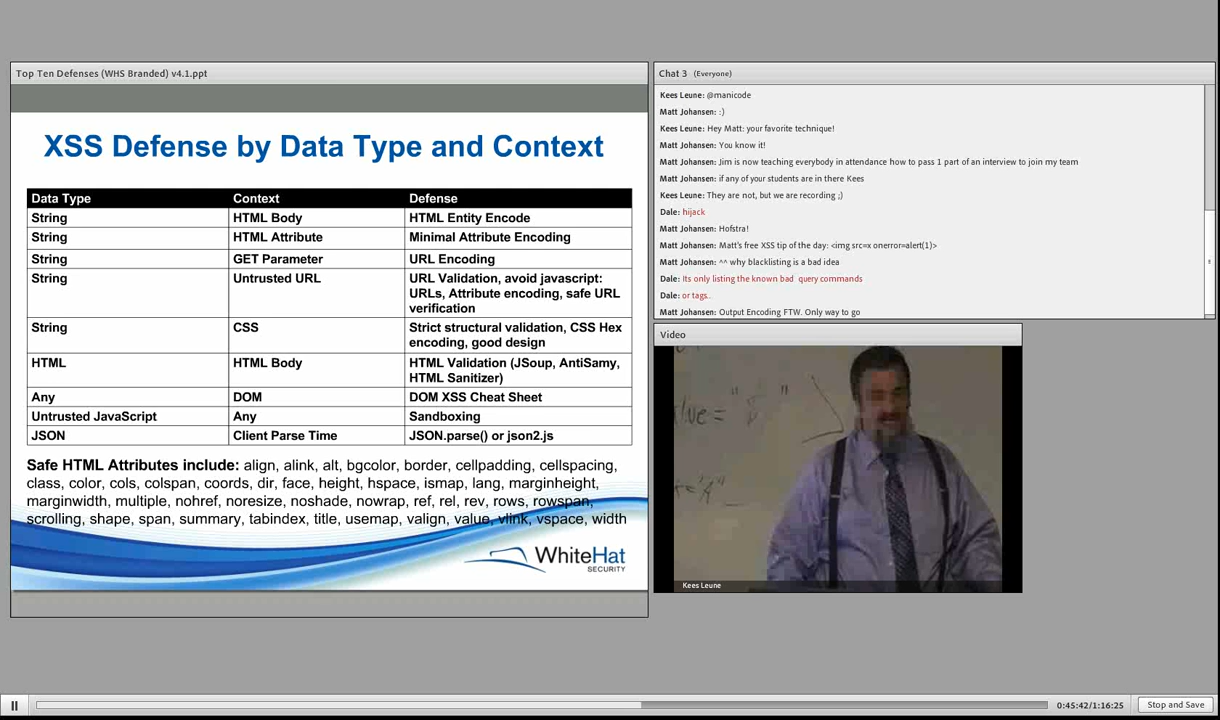 Top Ten Defenses (WHS Branded) v4.1.ppt
XSS Defense by Data Type and Context
Data Type Context Defense
String HTML Body HTML Entity Encode
String HTML Attribute Minimal Attribute Encoding
String GET Parameter URL Encoding
String Untrusted URL URL Validation, avoid javascript:
URLs, Attribute encoding, safe URL
verification
String CSS Strict structural validation, CSS Hex
encoding, good design
HTML HTML Body HTML Validation (JSoup, AntiSamy,
HTML Sanitizer)
Any DOM DOM XSS Cheat Sheet
Untrusted JavaScript Any Sandboxing
JSON Client Parse Time JSON.parse() or json2.js
Safe HTML Attributes include: align, alink, alt, bgcolor, border, cellpadding, cellspacing,
class, color, cols, colspan, coords, dir, face, height, hspace, ismap, lang, marginheight,
marginwidth, multiple, nohref, noresize, noshade, nowrap, ref, rel, rev, rows, rowspan,
scrolling, shape, span, summary, tabindex, title, usemap, valign, value, vlink, vspace, width
WhiteHat
SECURITY
Chat 3 (Everyone)
Kees Leune: @manicode
Matt Johansen: :)
Kees Leune: Hey Matt: your favorite technique!
Matt Johansen: You know it!
Matt Johansen: Jim is now teaching everybody in attendance how to pass 1 part of an interview to join my team
Matt Johansen: if any of your students are in there Kees
Kees Leune: They are not, but we are recording ;)
Dale: hijack
Matt Johansen: Hofstra!
Matt Johansen: Matt's free XSS tip of the day: <img src=x onerror=alert(1)>
Matt Johansen: ^^ why blacklisting is a bad idea
Dale: Its only listing the known bad  query commands
Dale: or tags..
Matt Johansen: Output Encoding FTW. Only way to go
Video
Kees Leune
0:45:42/1:16:25
Stop and Save